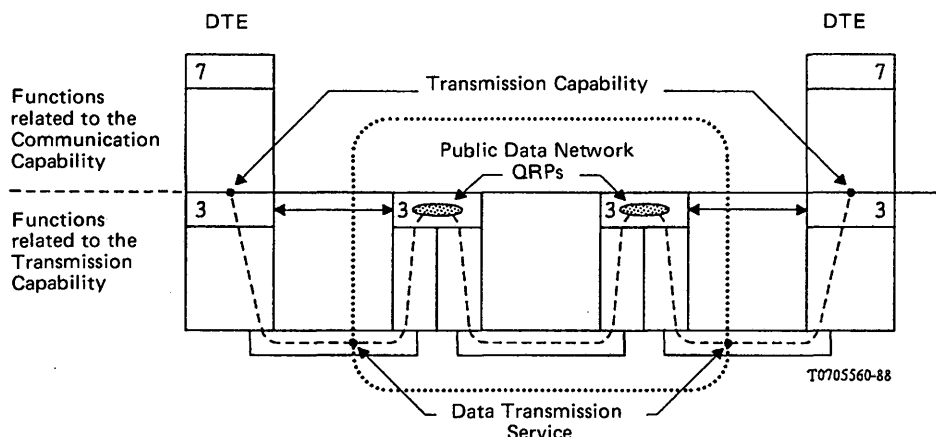 DTE
DTE
7
7
Transmission Capability
Functions
related to the
Communication
Capability
Public Data Network
QRPs
3
3
3
3
Functions
related to the
Transmission
Capability
T0705560-88
Data Transmission
Service